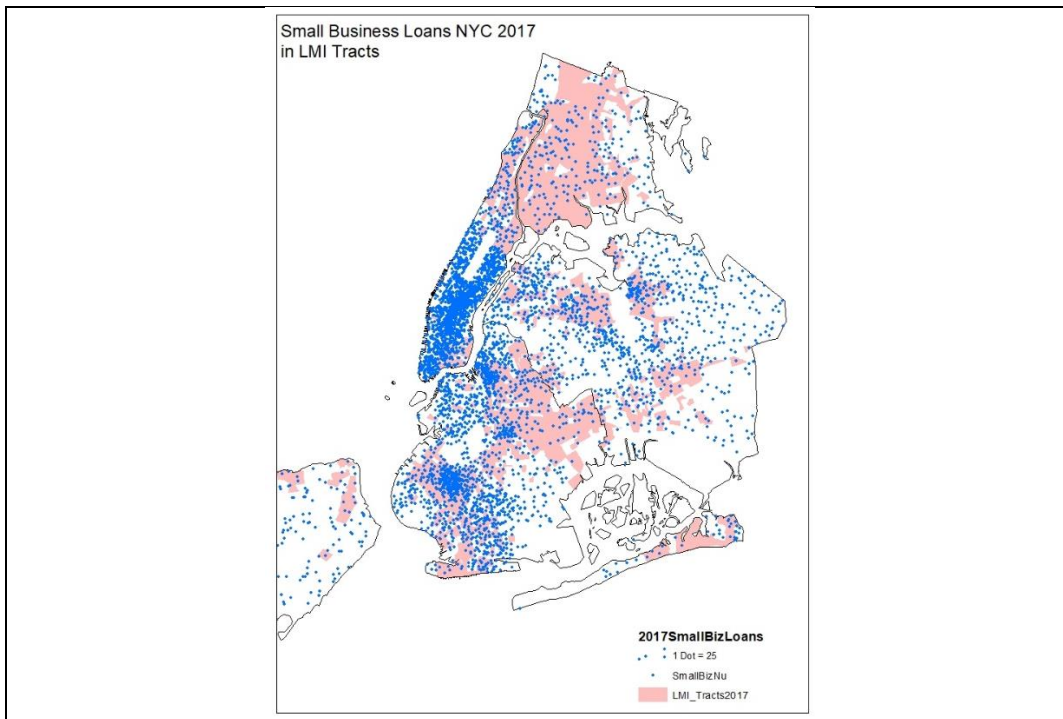 Small Business Loans NYC 2017
in LMI Tracts
2017SmallBizLoans
1 Dot = 25
SmallBizNu
LMI_Tracts2017